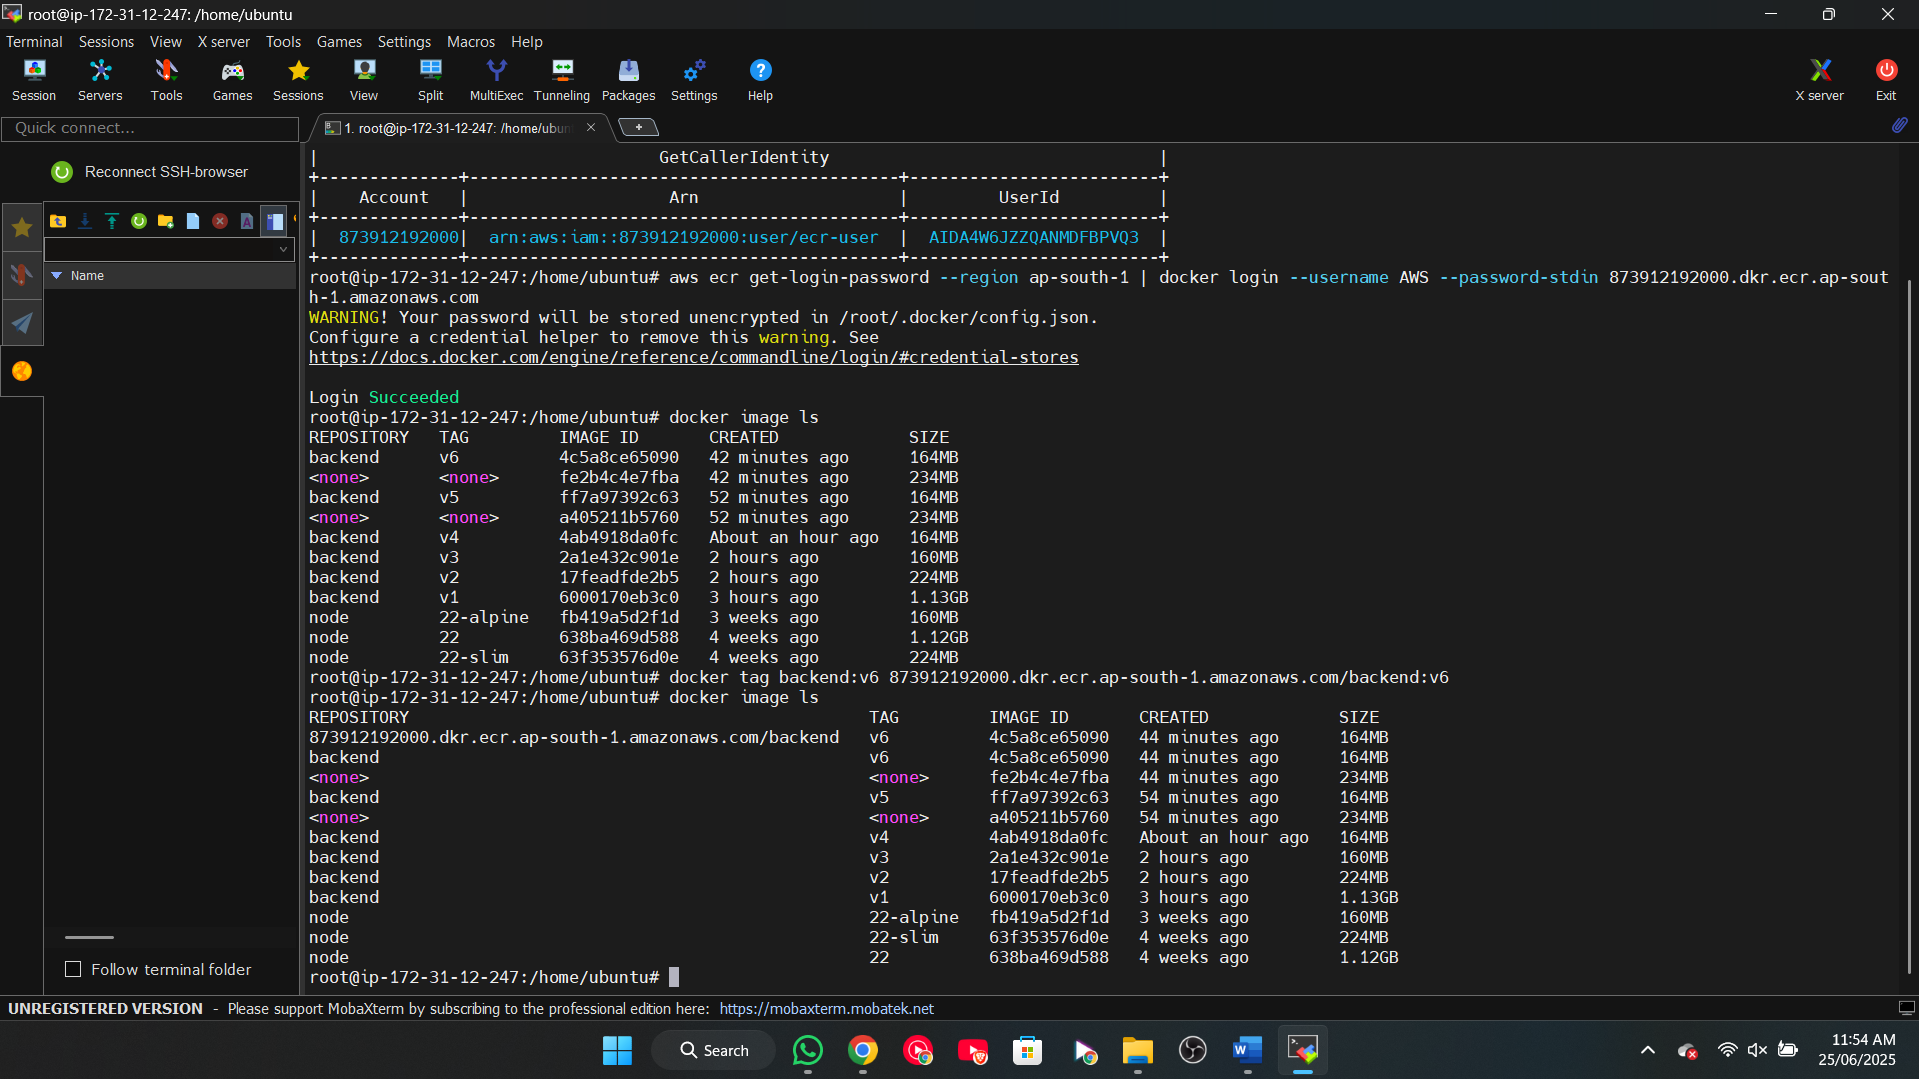 root@ip-172-31-12-247: /home/ubuntu
Terminal Sessions View X server Tools Games Settings Macros Help
Session Servers Tools Games Sessions View Split MultiExec Tunneling Packages Settings Help X server Exit
Quick connect...
1. root@ip-172-31-12-247: /home/ubun
Reconnect SSH-browser
Name
| GetCallerIdentity |
+--------------+-------------------------------------------+-------------------------+
| Account | Arn | UserId |
+--------------+-------------------------------------------+-------------------------+
| 873912192000| arn:aws:iam::873912192000:user/ecr-user | AIDA4W6JZZQANMDFBPVQ3 |
+--------------+-------------------------------------------+-------------------------+
root@ip-172-31-12-247:/home/ubuntu# aws ecr get-login-password --region ap-south-1 | docker login --username AWS --password-stdin 873912192000.dkr.ecr.ap-sout
h-1.amazonaws.com
WARNING! Your password will be stored unencrypted in /root/.docker/config.json.
Configure a credential helper to remove this warning. See
https://docs.docker.com/engine/reference/commandline/login/#credential-stores
Login Succeeded
root@ip-172-31-12-247:/home/ubuntu# docker image ls
REPOSITORY TAG IMAGE ID CREATED SIZE
backend v6 4c5a8ce65090 42 minutes ago 164MB
<none> <none> fe2b4c4e7fba 42 minutes ago 234MB
backend v5 ff7a97392c63 52 minutes ago 164MB
<none> <none> a405211b5760 52 minutes ago 234MB
backend v4 4ab4918da0fc About an hour ago 164MB
backend v3 2a1e432c901e 2 hours ago 160MB
backend v2 17feadfde2b5 2 hours ago 224MB
backend v1 6000170eb3c0 3 hours ago 1.13GB
node 22-alpine fb419a5d2f1d 3 weeks ago 160MB
node 22 638ba469d588 4 weeks ago 1.12GB
node 22-slim 63f353576d0e 4 weeks ago 224MB
root@ip-172-31-12-247:/home/ubuntu# docker tag backend:v6 873912192000.dkr.ecr.ap-south-1.amazonaws.com/backend:v6
root@ip-172-31-12-247:/home/ubuntu# docker image ls
REPOSITORY TAG IMAGE ID CREATED SIZE
873912192000.dkr.ecr.ap-south-1.amazonaws.com/backend v6 4c5a8ce65090 44 minutes ago 164MB
backend v6 4c5a8ce65090 44 minutes ago 164MB
<none> <none> fe2b4c4e7fba 44 minutes ago 234MB
backend v5 ff7a97392c63 54 minutes ago 164MB
<none> <none> a405211b5760 54 minutes ago 234MB
backend v4 4ab4918da0fc About an hour ago 164MB
backend v3 2a1e432c901e 2 hours ago 160MB
backend v2 17feadfde2b5 2 hours ago 224MB
backend v1 6000170eb3c0 3 hours ago 1.13GB
node 22-alpine fb419a5d2f1d 3 weeks ago 160MB
node 22-slim 63f353576d0e 4 weeks ago 224MB
node 22 638ba469d588 4 weeks ago 1.12GB
root@ip-172-31-12-247:/home/ubuntu#
Follow terminal folder
UNREGISTERED VERSION - Please support MobaXterm by subscribing to the professional edition here: https://mobaxterm.mobatek.net
Search
11:54 AM
25/06/2025